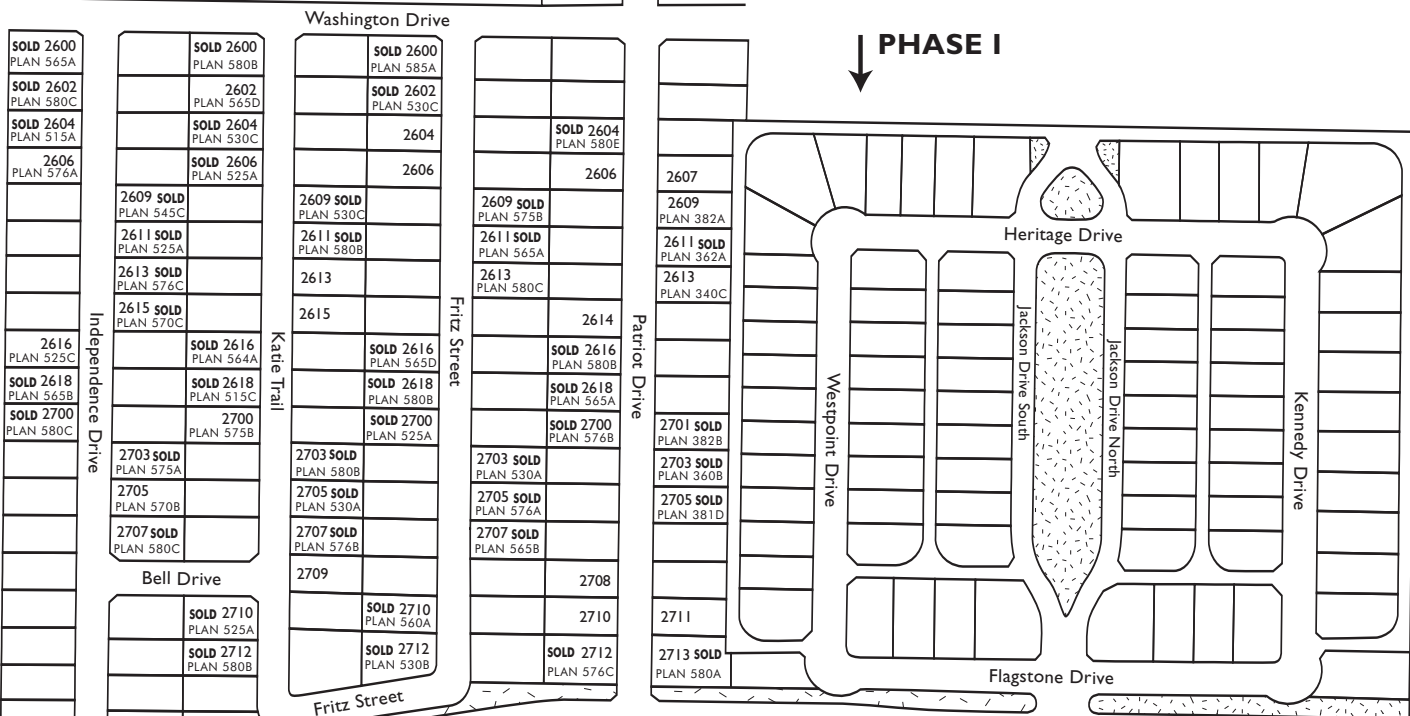 Washington Drive
PHASE I
SOLD 2600
PLAN 565A
SOLD 2602
PLAN 580C
SOLD 2604
PLAN 515A
2606
PLAN 576A
2616
PLAN 525C
SOLD 2618
PLAN 565B
SOLD 2700
PLAN 580C
Independence Drive
2609 SOLD
PLAN 545C
2611 SOLD
PLAN 525A
2613 SOLD
PLAN 576C
2615 SOLD
PLAN 570C
2703 SOLD
PLAN 575A
2705
PLAN 570B
2707 SOLD
PLAN 580C
SOLD 2600
PLAN 580B
2602
PLAN 565D
SOLD 2604
PLAN 530C
SOLD 2606
PLAN 525A
SOLD 2616
PLAN 564A
SOLD 2618
PLAN 515C
2700
PLAN 575B
Bell Drive
SOLD 2710
PLAN 525A
SOLD 2712
PLAN 580B
Katie Trail
2609 SOLD
PLAN 530C
2611 SOLD
PLAN 580B
2613
2615
2703 SOLD
PLAN 580B
2705 SOLD
PLAN 530A
2707 SOLD
PLAN 576B
2709
SOLD 2600
PLAN 585A
SOLD 2602
PLAN 530C
2604
2606
SOLD 2616
PLAN 565D
SOLD 2618
PLAN 580B
SOLD 2700
PLAN 525A
SOLD 2710
PLAN 560A
SOLD 2712
PLAN 530B
Fritz Street
Fritz Street
2609 SOLD
PLAN 575B
2611 SOLD
PLAN 565A
2613
PLAN 580C
2703 SOLD
PLAN 530A
2705 SOLD
PLAN 576A
2707 SOLD
PLAN 565B
SOLD 2604
PLAN 580E
2606
2614
SOLD 2616
PLAN 580B
SOLD 2618
PLAN 565A
SOLD 2700
PLAN 576B
2708
2710
SOLD 2712
PLAN 576C
Patriot Drive
2607
2609
PLAN 382A
2611 SOLD
PLAN 362A
2613
PLAN 340C
2701 SOLD
PLAN 382B
2703 SOLD
PLAN 360B
2705 SOLD
PLAN 381D
2711
2713 SOLD
PLAN 580A
Heritage Drive
Westpoint Drive
Jackson Drive South
Jackson Drive North
Kennedy Drive
Flagstone Drive